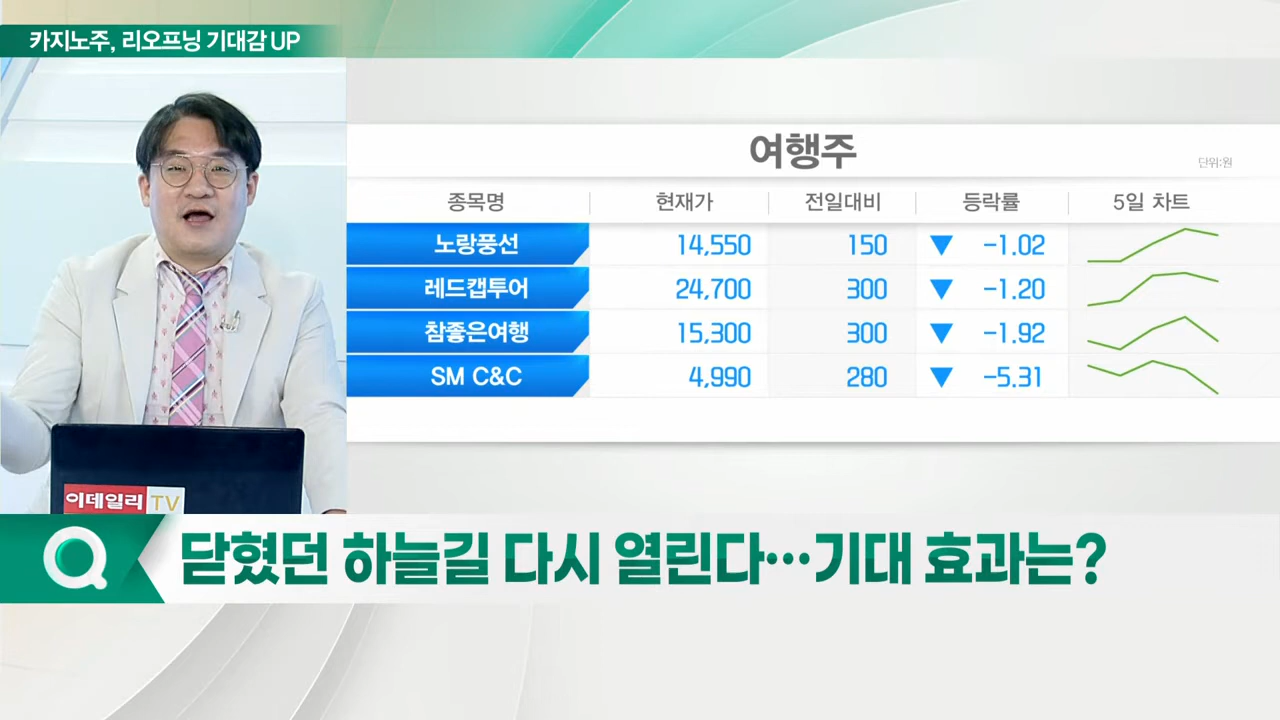 카지노주, 리오프닝 기대감 UP
여행주
단위:원
종목명 현재가 전일대비 등락률 5일 차트
노랑풍선 14,550 150 ▼ -1.02
레드캡투어 24,700 300 ▼ -1.20
참좋은여행 15,300 300 ▼ -1.92
SM C&C 4,990 280 ▼ -5.31
이데일리 TV
닫혔던 하늘길 다시 열린다…기대 효과는?